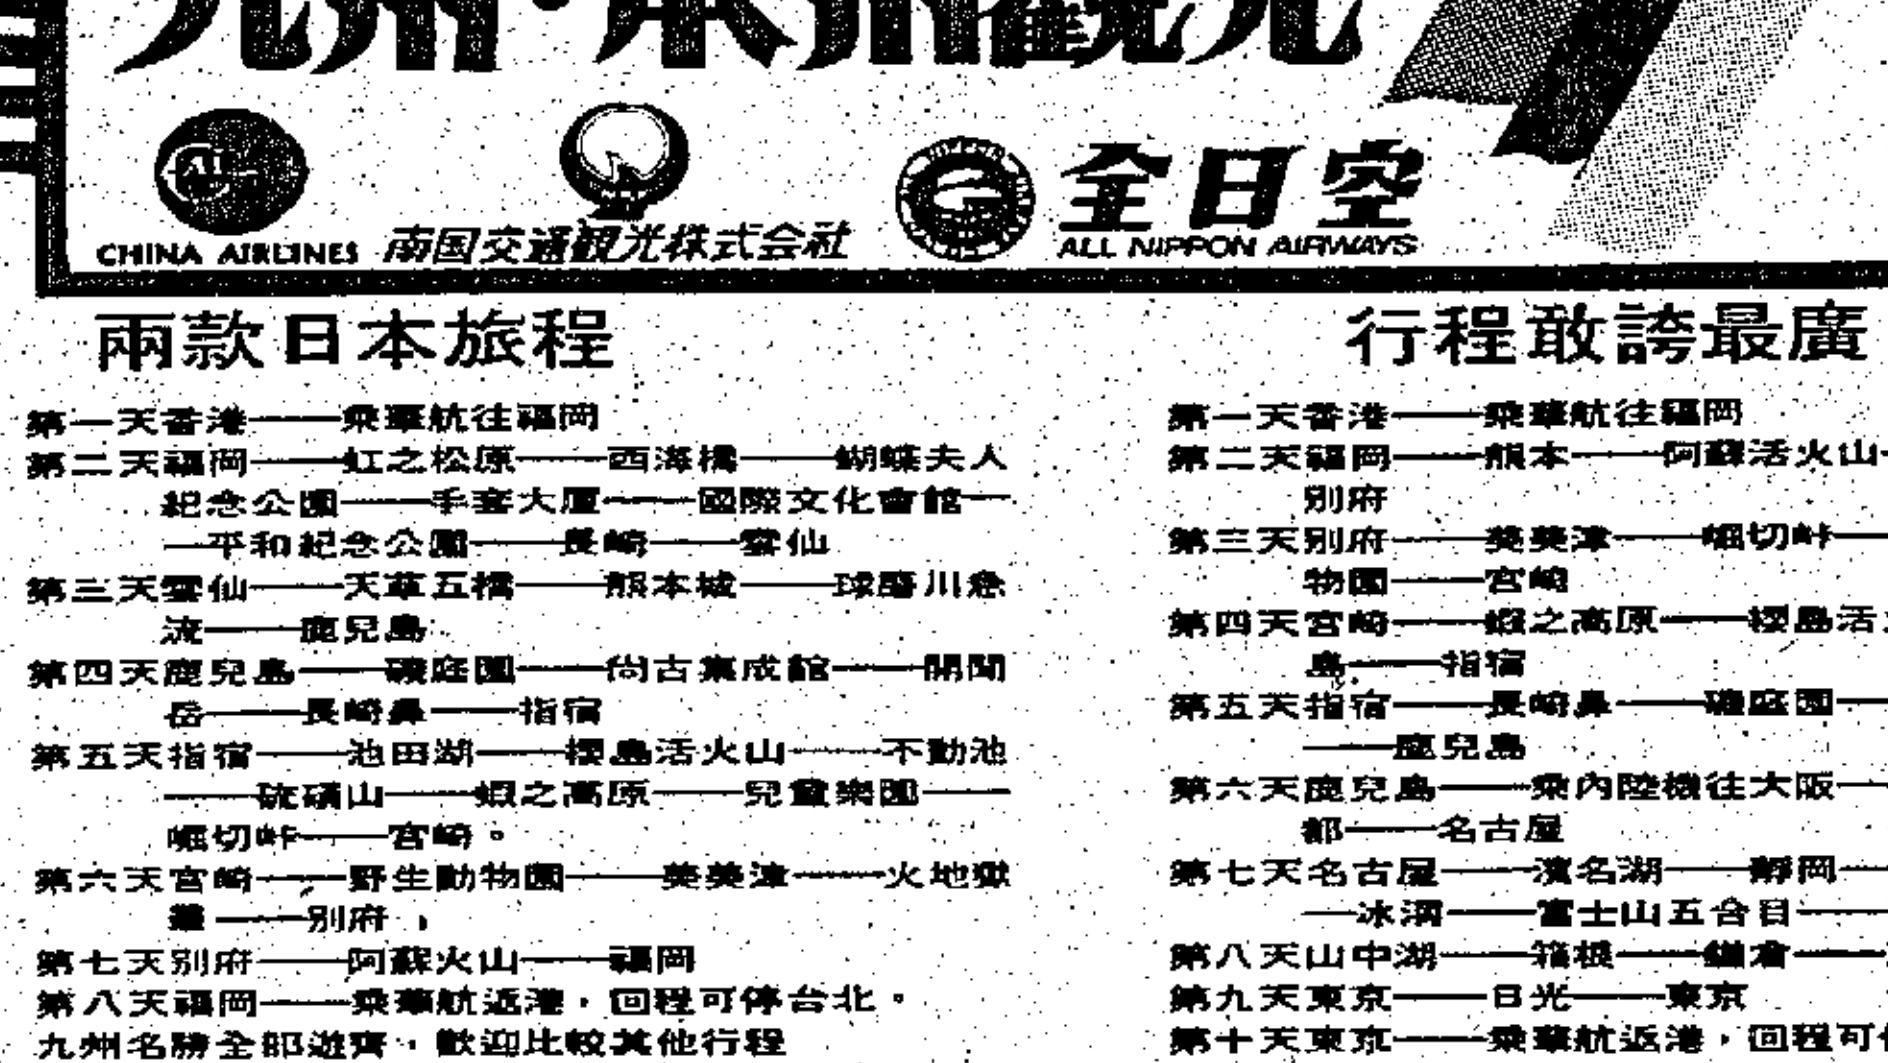 九州·本州観光
CHINA AIRLINES
南国交通観光株式会社
全日空
ALL NIPPON AIRWAYS
兩款日本旅程
第一天香港——乘華航往福岡
第二天福岡——虹之松原——西海橋——蝴蝶夫人
紀念公園——手套大廈——國際文化會館—
—平和紀念公園——長崎——雲仙
第三天雲仙——天草五橋——熊本城——球磨川急
流——鹿兒島
第四天鹿兒島——磯庭園——尚古集成館——開聞
岳——長崎鼻——指宿
第五天指宿——池田湖——櫻島活火山——不動池
——硫磺山——蝦之高原——兒童樂園——
崛切峠——宮崎。
第六天宮崎——野生動物園——美美津——火地獄
——別府
第七天別府——阿蘇火山——福岡
第八天福岡——乘華航返港，回程可停台北。
九州名勝全部遊齊，歡迎比較其他行程
行程敢誇最廣
第一天香港——乘華航往福岡
第二天福岡——熊本——阿蘇活火山—
別府
第三天別府——美美津——崛切峠—
物園——宮崎
第四天宮崎——蝦之高原——櫻島活
島——指宿
第五天指宿——長崎鼻——磯庭園—
——鹿兒島
第六天鹿兒島——乘內陸機往大阪—
都——名古屋
第七天名古屋——濱名湖——靜岡—
—冰洞——富士山五合目——
第八天山中湖——箱根——鎌倉——
第九天東京——日光——東京
第十天東京——乘華航返港，回程可